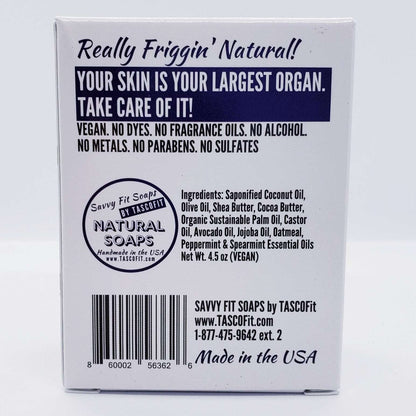 Really Friggin' Natural!
YOUR SKIN IS YOUR LARGEST ORGAN.
TAKE CARE OF IT!
VEGAN. NO DYES. NO FRAGRANCE OILS. NO ALCOHOL.
NO METALS. NO PARABENS. NO SULFATES
Savvy Fit Soaps
BY TASCOFIT
NATURAL
SOAPS
Handmade in the USA
www.TASCOFit.com
Ingredients: Saponified Coconut Oil,
Olive Oil, Shea Butter, Cocoa Butter,
Organic Sustainable Palm Oil, Castor
Oil, Avocado Oil, Jojoba Oil, Oatmeal,
Peppermint & Spearmint Essential Oils
Net Wt. 4.5 oz (VEGAN)
8 60002 56362 6
SAVVY FIT SOAPS by TASCOFit
www.TASCOFit.com
1-877-475-9642 ext. 2
Made in the USA